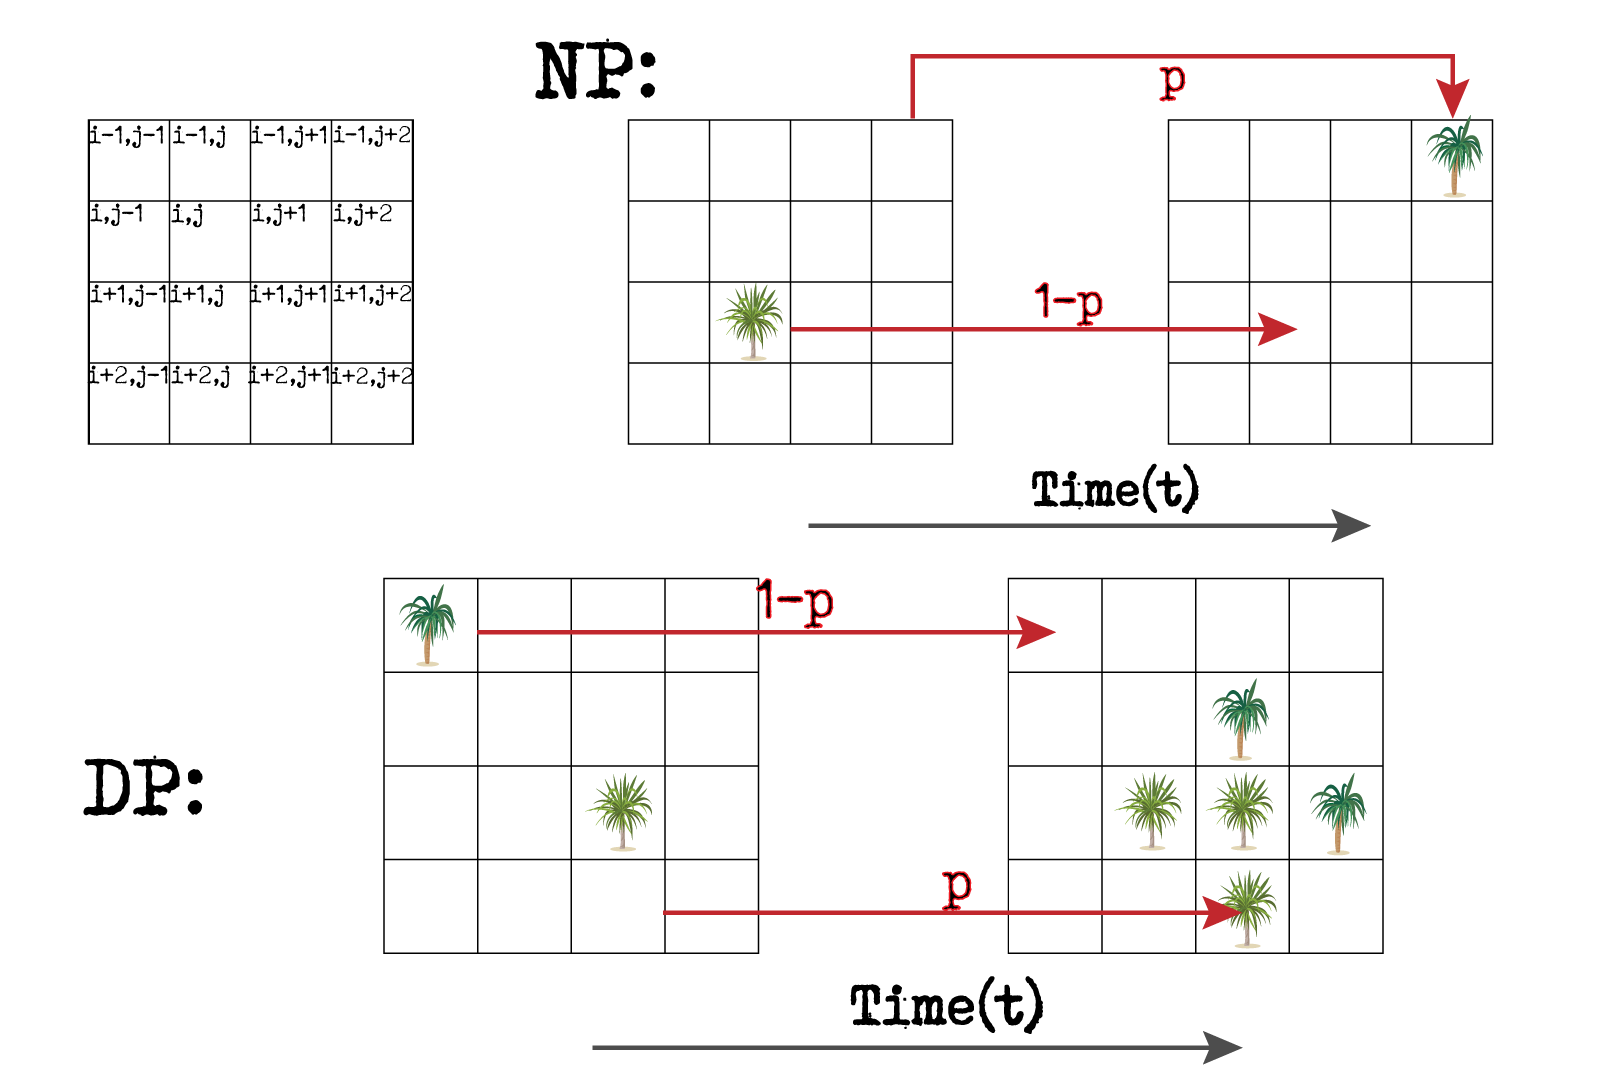 NP:
p
i-1,j-1 i-1,j i-1,j+1 i-1,j+2
i,j-1 i,j i,j+1 i,j+2
i+1,j-1 i+1,j i+1,j+1 i+1,j+2
1-p
i+2,j-1 i+2,j i+2,j+1 i+2,j+2
Time(t)
1-p
DP:
p
Time(t)